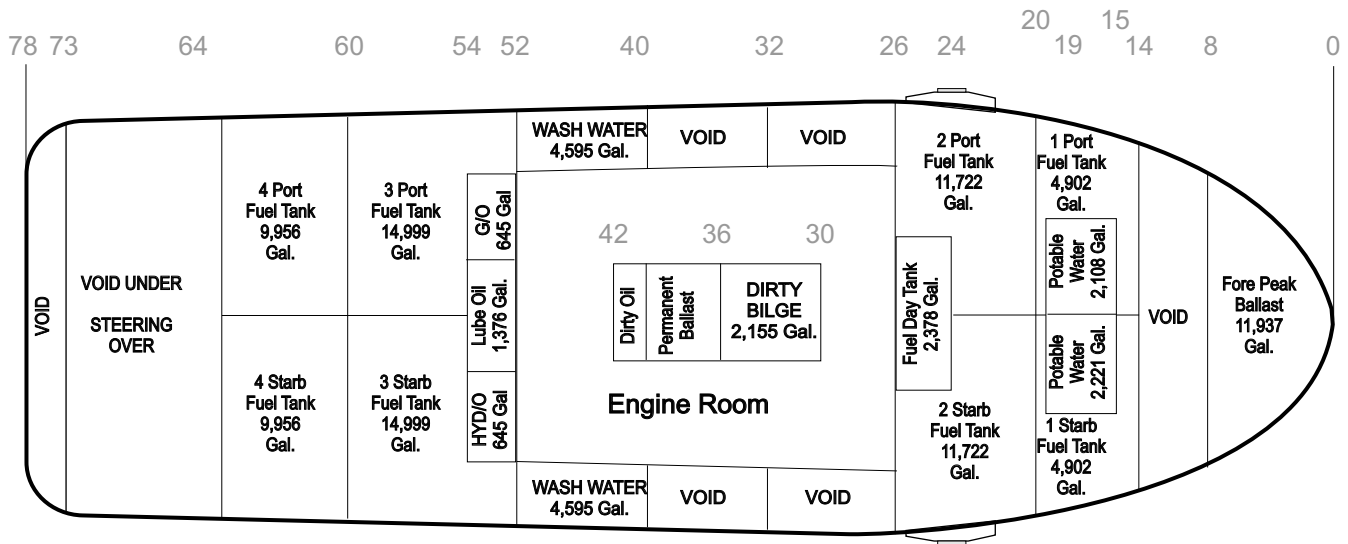 78 73 64 60 54 52 40 32 26 24 20 19 15 14 8 0
VOID
VOID UNDER
STEERING
OVER
4 Port
Fuel Tank
9,956
Gal.
4 Starb
Fuel Tank
9,956
Gal.
3 Port
Fuel Tank
14,999
Gal.
3 Starb
Fuel Tank
14,999
Gal.
G/O
645 Gal
Lube Oil
1,376 Gal.
HYD/O
645 Gal
WASH WATER
4,595 Gal.
VOID
VOID
42 36 30
Dirty Oil
Permanent
Ballast
DIRTY
BILGE
2,155 Gal.
Engine Room
WASH WATER
4,595 Gal.
VOID
VOID
2 Port
Fuel Tank
11,722
Gal.
Fuel Day Tank
2,378 Gal.
2 Starb
Fuel Tank
11,722
Gal.
1 Port
Fuel Tank
4,902
Gal.
Potable
Water
2,108 Gal.
Potable
Water
2,221 Gal.
1 Starb
Fuel Tank
4,902
Gal.
VOID
Fore Peak
Ballast
11,937
Gal.